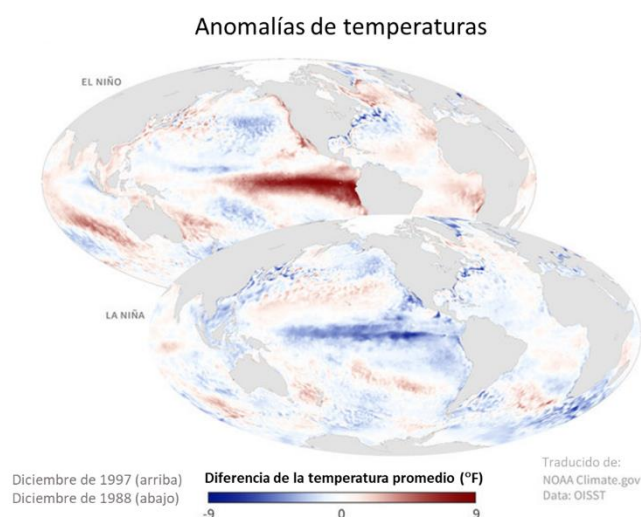 Anomalías de temperaturas
EL NIÑO
LA NIÑA
Diciembre de 1997 (arriba)
Diciembre de 1988 (abajo)
Diferencia de la temperatura promedio (°F)
-9 0 9
Traducido de:
NOAA Climate.gov
Data: OISST